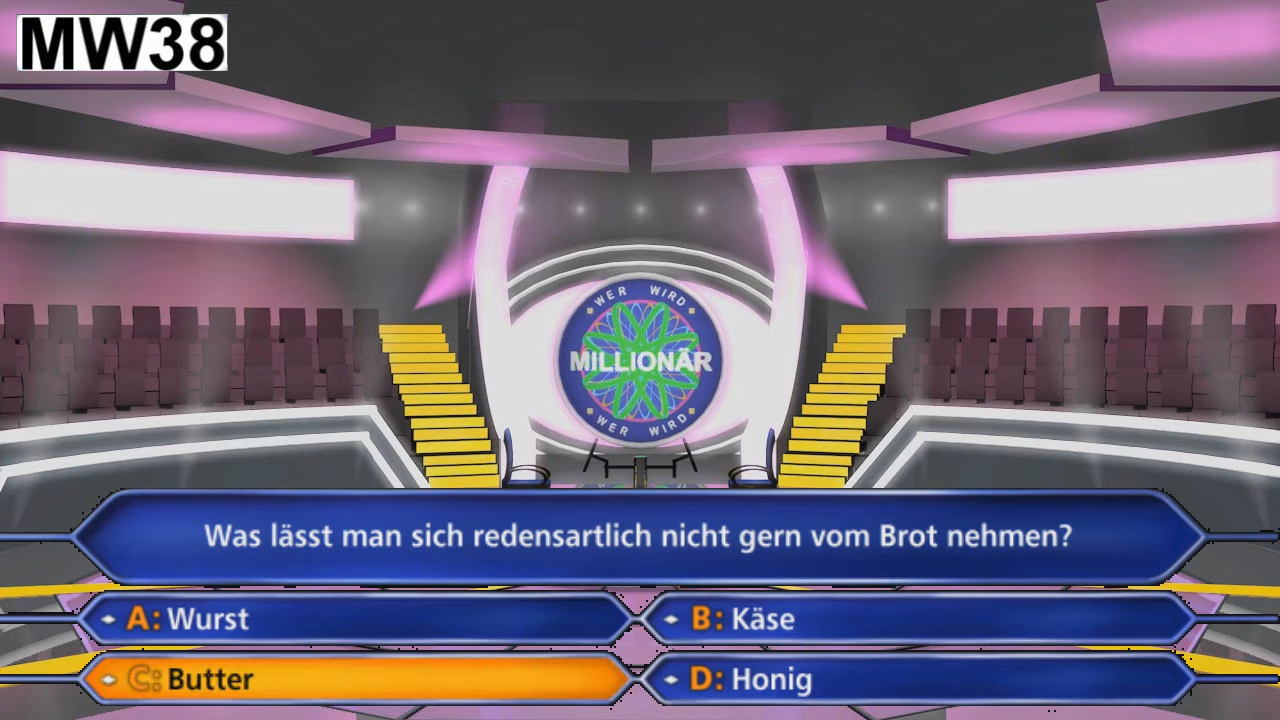 MW38
WER WIRD
MILLIONÄR
WER WIRD
Was lässt man sich redensartlich nicht gern vom Brot nehmen?
A: Wurst
B: Käse
C: Butter
D: Honig